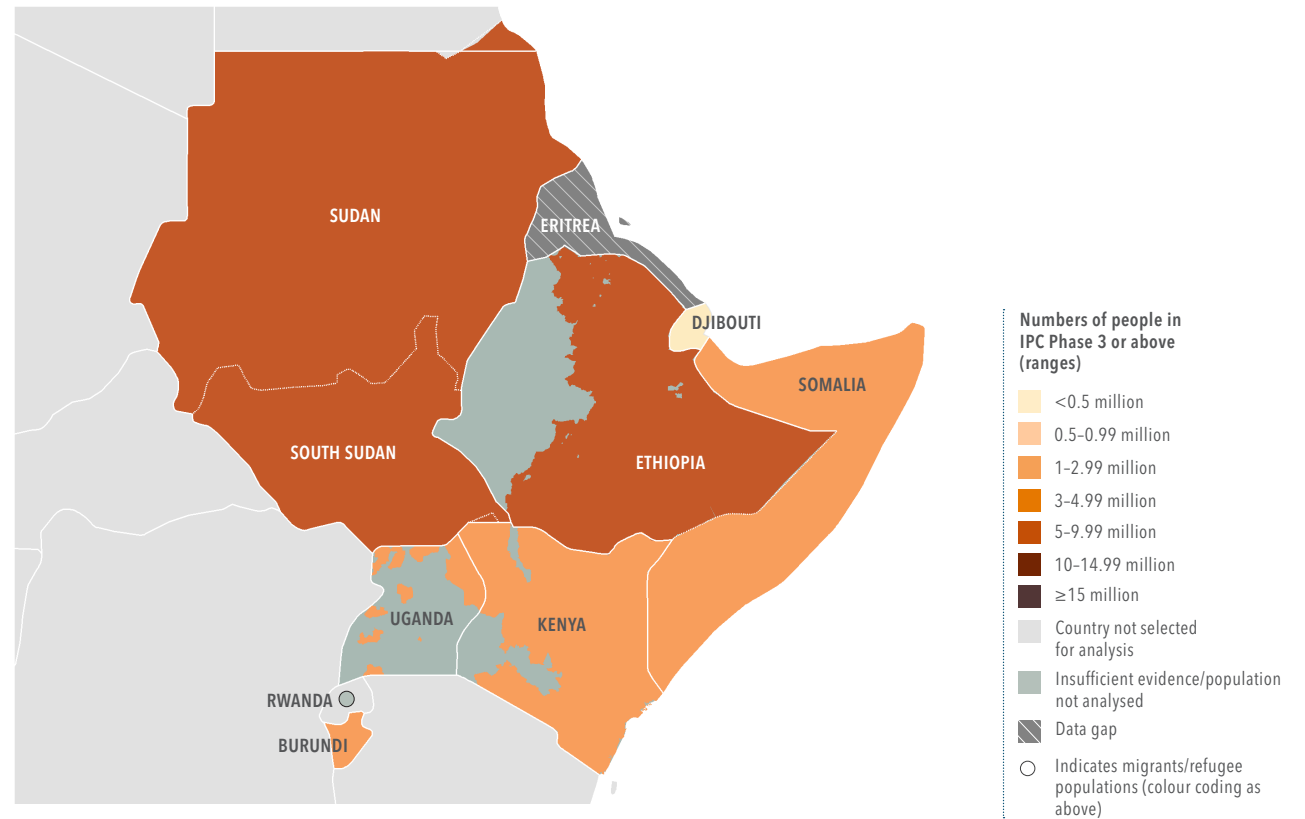 SUDAN
ERITREA
DJIBOUTI
SOMALIA
SOUTH SUDAN
ETHIOPIA
UGANDA
KENYA
RWANDA
BURUNDI
Numbers of people in
IPC Phase 3 or above
(ranges)
<0.5 million
0.5–0.99 million
1–2.99 million
3–4.99 million
5–9.99 million
10–14.99 million
≥15 million
Country not selected
for analysis
Insufficient evidence/population
not analysed
Data gap
Indicates migrants/refugee
populations (colour coding as
above)